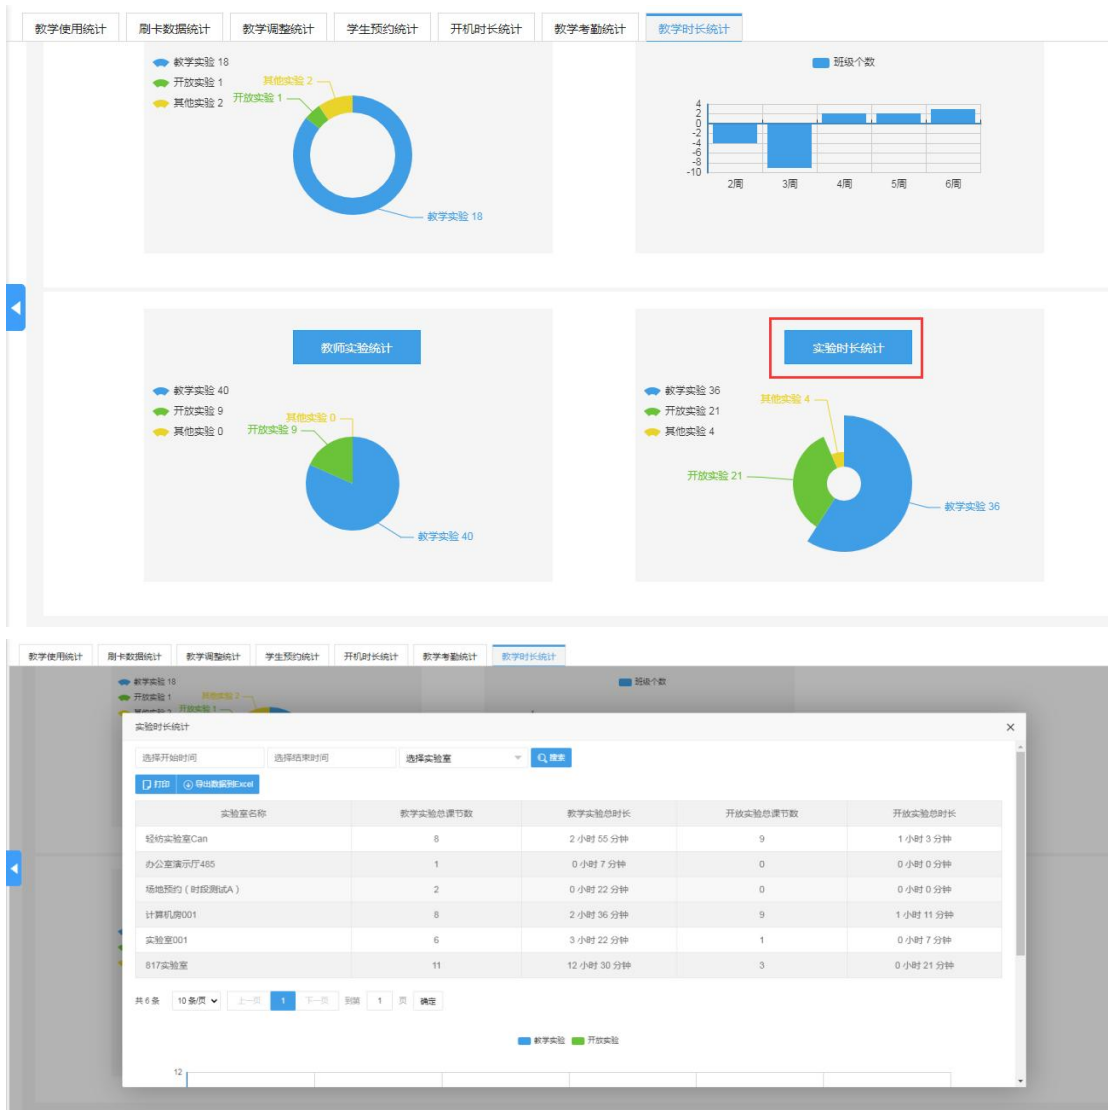 教学使用统计 刷卡数据统计 教学调整统计 学生预约统计 开机时长统计 教学考勤统计 教学时长统计
教学实验 18
开放实验 1
其他实验 2
其他实验 2
开放实验 1
教学实验 18
班级个数
4
2
0
-2
-4
-6
-8
-10
2周 3周 4周 5周 6周
教师实验统计
教学实验 40
开放实验 9
其他实验 0
其他实验 0
开放实验 9
教学实验 40
实验时长统计
教学实验 36
开放实验 21
其他实验 4
其他实验 4
开放实验 21
教学实验 36
教学使用统计 刷卡数据统计 教学调整统计 学生预约统计 开机时长统计 教学考勤统计 教学时长统计
教学实验 18
开放实验 1
其他实验 2
开放实验 1
班级个数
实验时长统计 ×
选择开始时间 选择结束时间 选择实验室 搜索
打印 导出数据到Excel
实验室名称 教学实验总课节数 教学实验总时长 开放实验总课节数 开放实验总时长
轻纺实验室Can 8 2 小时 55 分钟 9 1 小时 3 分钟
办公室演示厅485 1 0 小时 7 分钟 0 0 小时 0 分钟
场地预约（时段测试A） 2 0 小时 22 分钟 0 0 小时 0 分钟
计算机房001 8 2 小时 36 分钟 9 1 小时 11 分钟
实验室001 6 3 小时 22 分钟 1 0 小时 7 分钟
817实验室 11 12 小时 30 分钟 3 0 小时 21 分钟
共 6 条 10 条/页 上一页 1 下一页 到第 1 页 确定
教学实验 开放实验
12